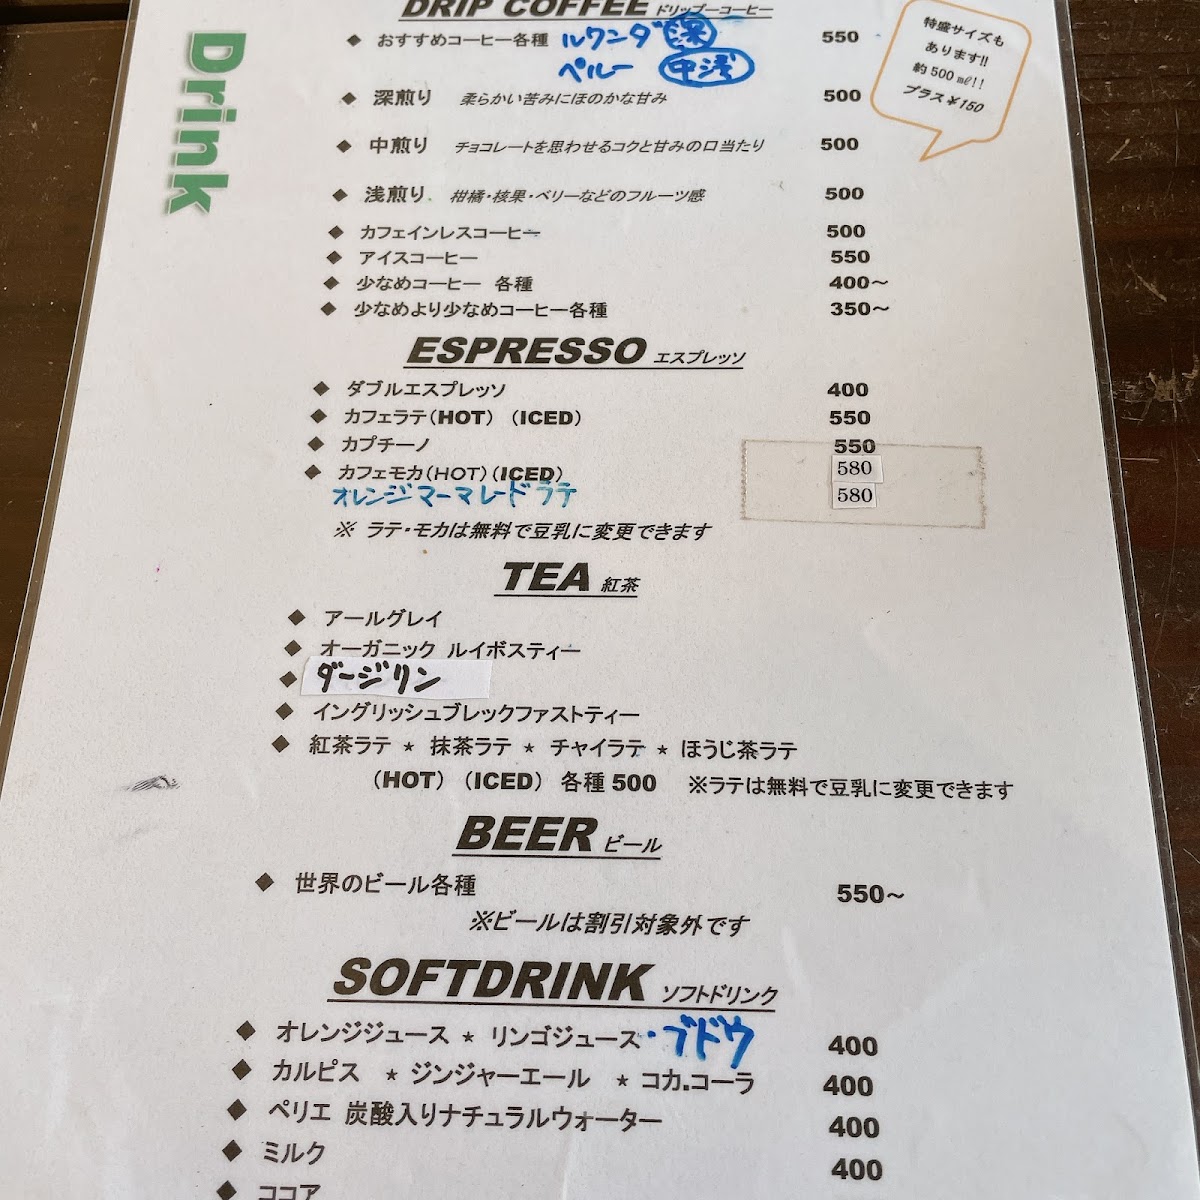 DRIP COFFEE ドリップーコーヒー
Drink
◆ おすすめコーヒー各種 ルワンダ 深 550
ペルー 中浅
特盛サイズも
あります!!
約500㎖!!
プラス¥150
◆ 深煎り 柔らかい苦みにほのかな甘み 500
◆ 中煎り チョコレートを思わせるコクと甘みの口当たり 500
◆ 浅煎り 柑橘・核果・ベリーなどのフルーツ感 500
◆ カフェインレスコーヒー 500
◆ アイスコーヒー 550
◆ 少なめコーヒー 各種 400〜
◆ 少なめより少なめコーヒー各種 350〜
ESPRESSO エスプレッソ
◆ ダブルエスプレッソ 400
◆ カフェラテ(HOT) (ICED) 550
◆ カプチーノ 550
◆ カフェモカ(HOT)(ICED) 580
オレンジマーマレードラテ 580
※ ラテ・モカは無料で豆乳に変更できます
TEA 紅茶
◆ アールグレイ
◆ オーガニック ルイボスティー
◆ ダージリン
◆ イングリッシュブレックファストティー
◆ 紅茶ラテ ★ 抹茶ラテ ★ チャイラテ ★ ほうじ茶ラテ
(HOT) (ICED) 各種 500 ※ラテは無料で豆乳に変更できます
BEER ビール
◆ 世界のビール各種 550〜
※ビールは割引対象外です
SOFTDRINK ソフトドリンク
◆ オレンジジュース ★ リンゴジュース・ブドウ 400
◆ カルピス ★ ジンジャーエール ★ コカ.コーラ 400
◆ ペリエ 炭酸入りナチュラルウォーター 400
◆ ミルク 400
◆ ココア